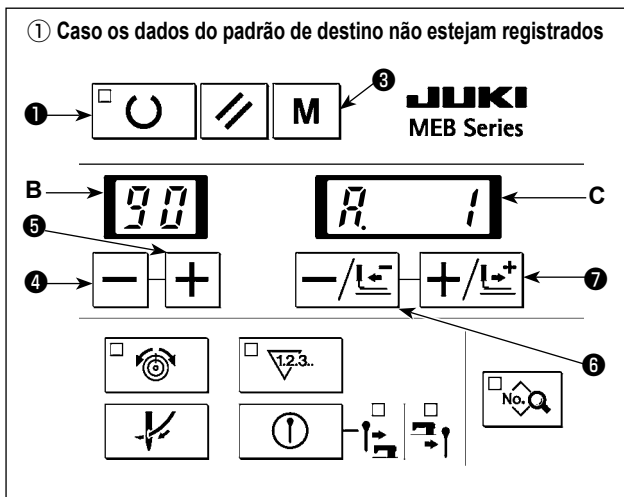 ① Caso os dados do padrão de destino não estejam registrados
❶ M ❸ JUKI
MEB Series
B 90 A. 1 C
❺
❹ − + −/− +/+ ❼
❻
1.2.3..
No.